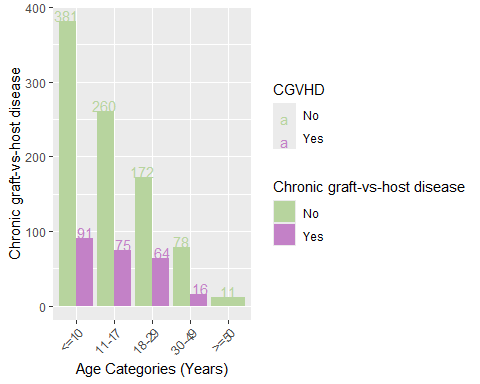 400
300
200
100
0
Chronic graft-vs-host disease
381
260
172
78
11
91
75
64
16
<=10
11-17
18-29
30-49
>=50
Age Categories (Years)
CGVHD
a No
a Yes
Chronic graft-vs-host disease
No
Yes